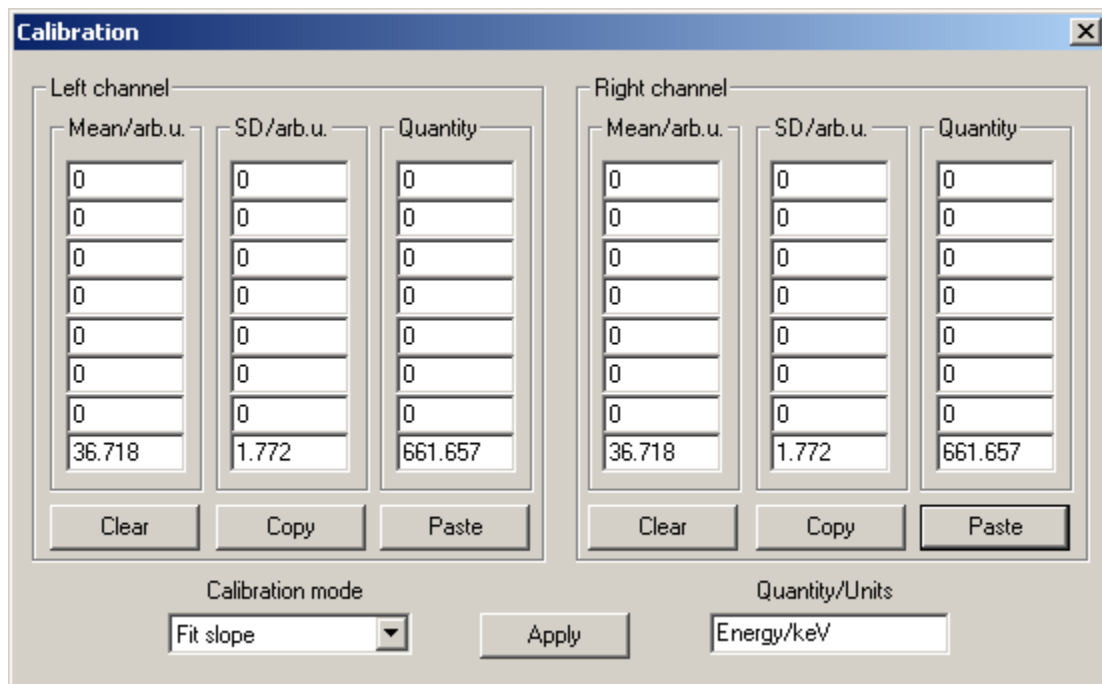 Calibration
Left channel Right channel
Mean/arb.u. SD/arb.u. Quantity Mean/arb.u. SD/arb.u. Quantity
0 0 0 0 0 0
0 0 0 0 0 0
0 0 0 0 0 0
0 0 0 0 0 0
0 0 0 0 0 0
0 0 0 0 0 0
0 0 0 0 0 0
36.718 1.772 661.657 36.718 1.772 661.657
Clear Copy Paste Clear Copy Paste
Calibration mode Quantity/Units
Fit slope Apply Energy/keV